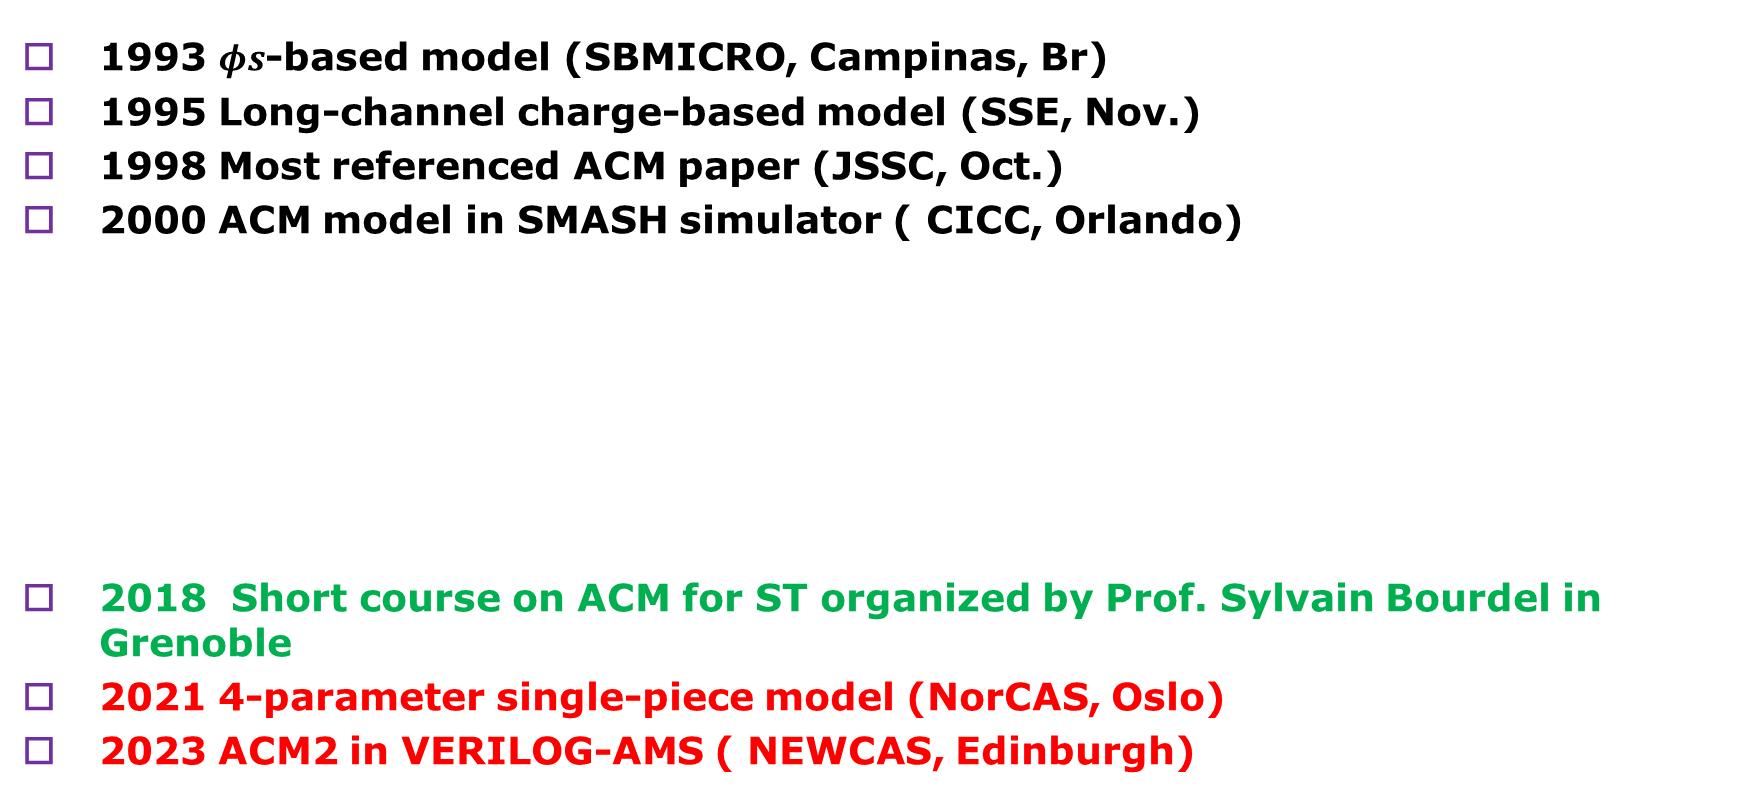 1993 ϕs-based model (SBMICRO, Campinas, Br)
1995 Long-channel charge-based model (SSE, Nov.)
1998 Most referenced ACM paper (JSSC, Oct.)
2000 ACM model in SMASH simulator ( CICC, Orlando)
2018  Short course on ACM for ST organized by Prof. Sylvain Bourdel in
Grenoble
2021 4-parameter single-piece model (NorCAS, Oslo)
2023 ACM2 in VERILOG-AMS ( NEWCAS, Edinburgh)